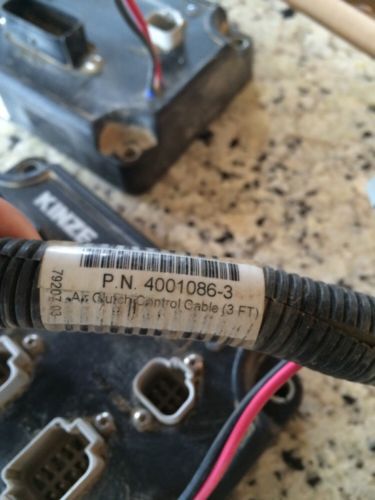 KINZE
P.N. 4001086-3
-Air Clutch Control Cable (3 FT)